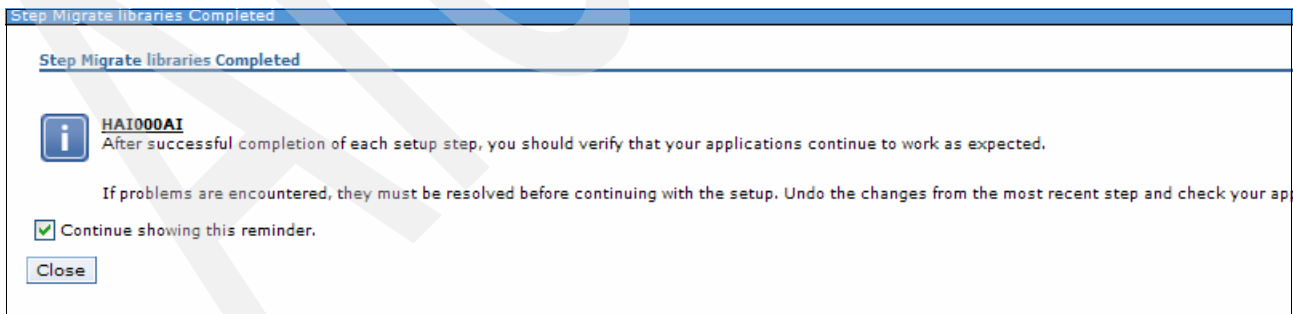 Step Migrate libraries Completed
Step Migrate libraries Completed
HAI000AI
After successful completion of each setup step, you should verify that your applications continue to work as expected.
If problems are encountered, they must be resolved before continuing with the setup. Undo the changes from the most recent step and check your
Continue showing this reminder.
Close